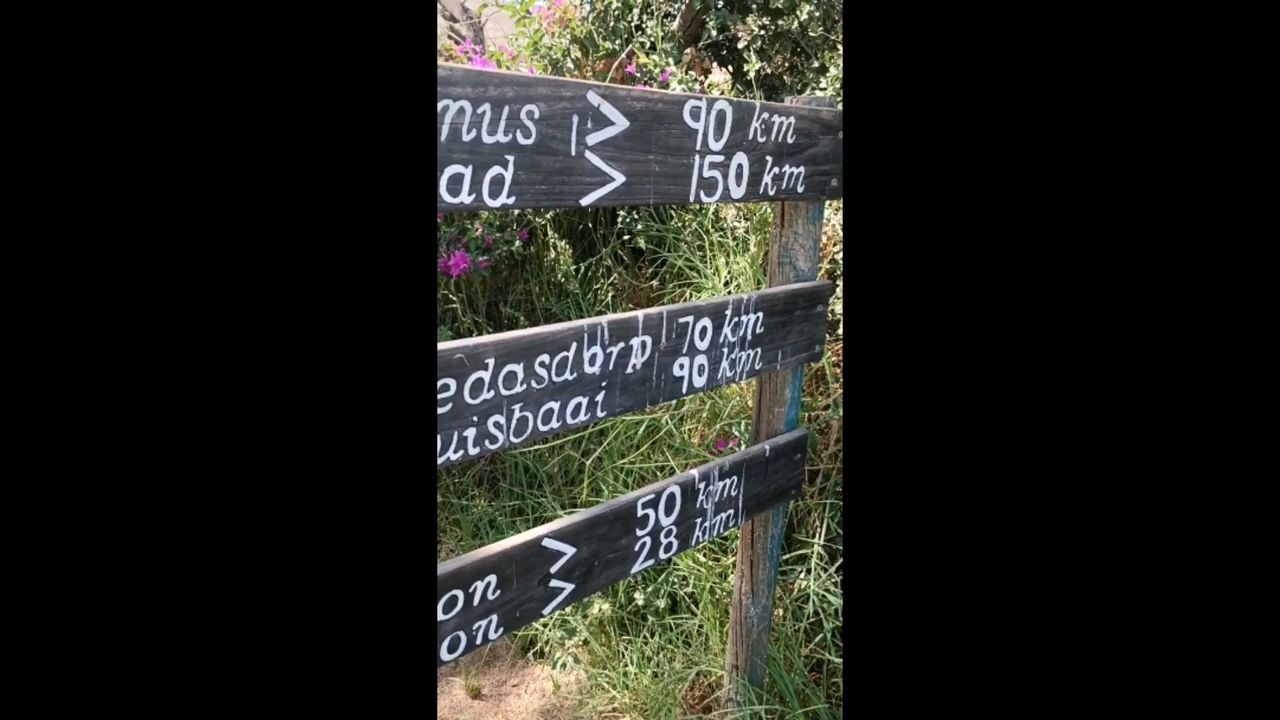 nus > 90 km
ad > 150 km
edasdorp 70 km
uisbaai 90 km
on > 50 km
on > 28 km